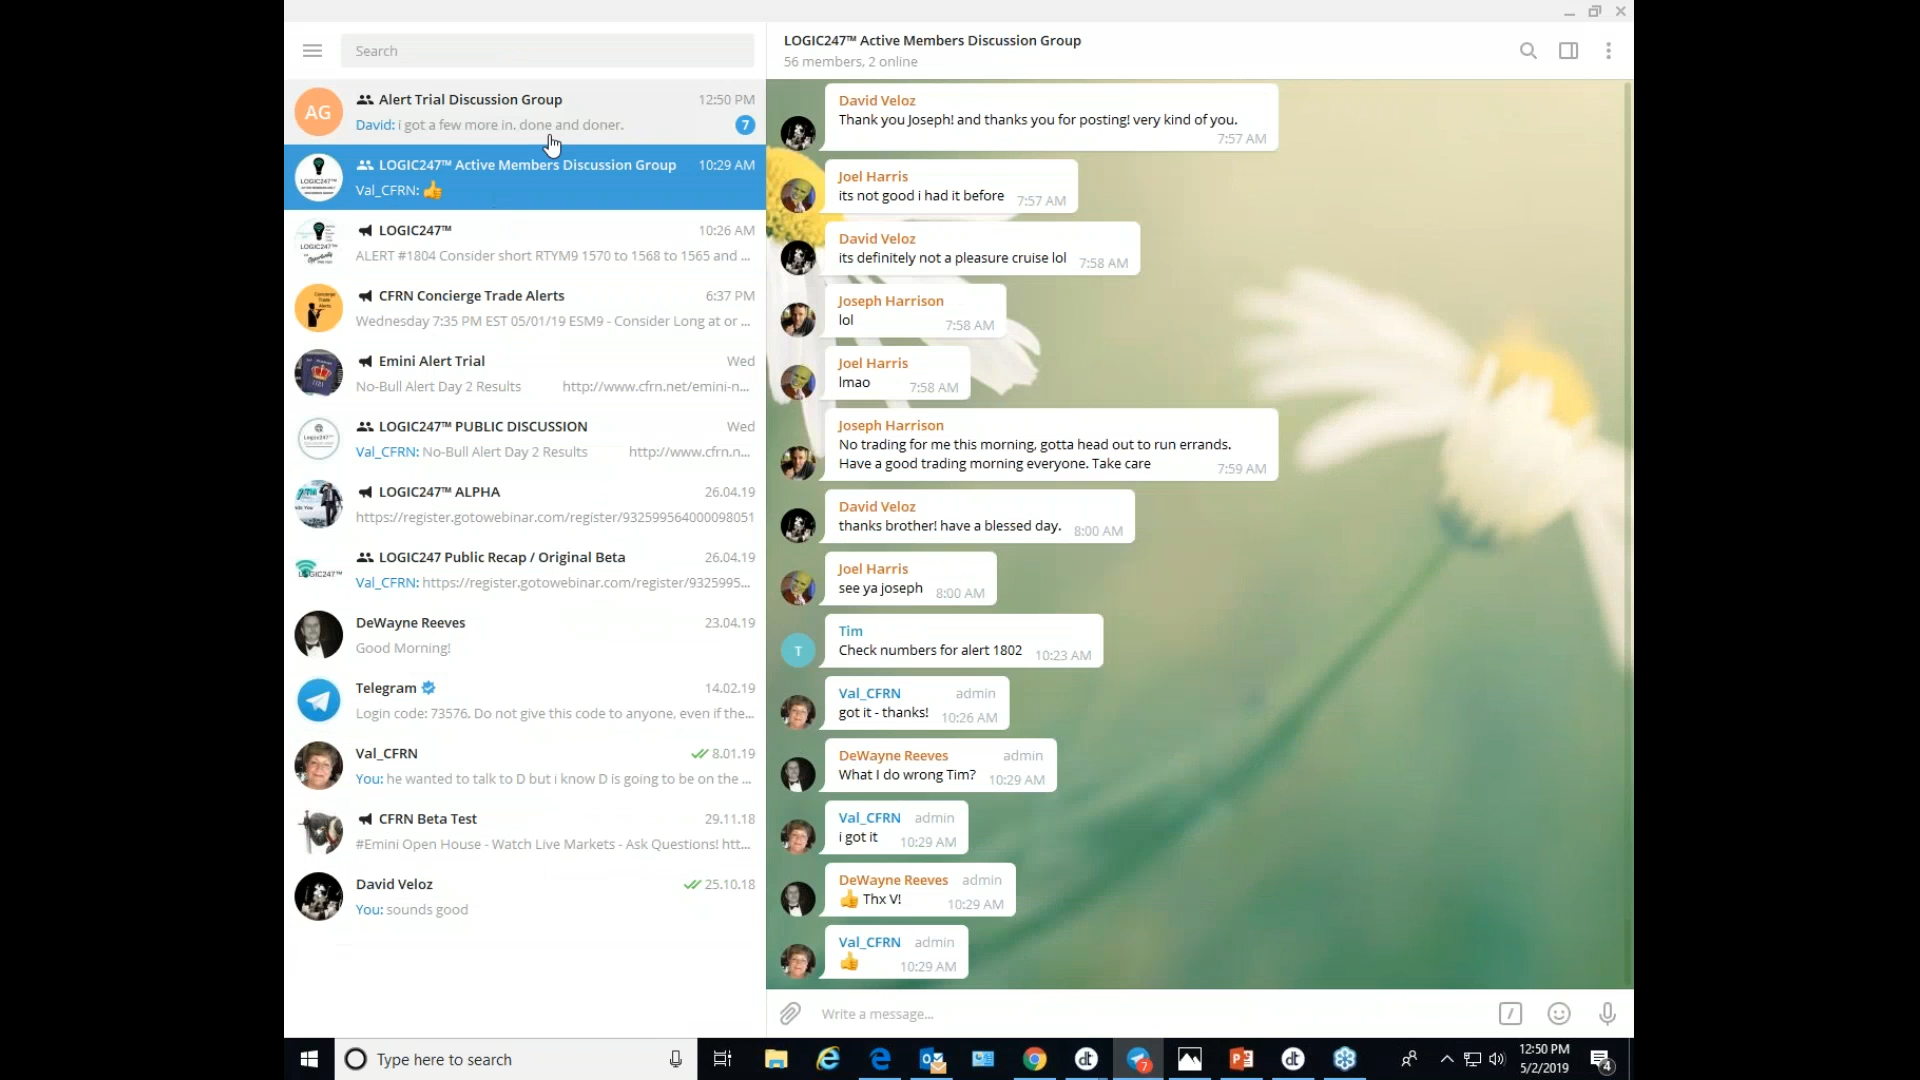 Search
AG
Alert Trial Discussion Group 12:50 PM
David: i got a few more in. done and doner. 7
LOGIC247™ Active Members Discussion Group 10:29 AM
Val_CFRN: 👍
LOGIC247™ 10:26 AM
ALERT #1804 Consider short RTYM9 1570 to 1568 to 1565 and ...
CFRN Concierge Trade Alerts 6:37 PM
Wednesday 7:35 PM EST 05/01/19 ESM9 - Consider Long at or ...
Emini Alert Trial Wed
No-Bull Alert Day 2 Results http://www.cfrn.net/emini-n...
LOGIC247™ PUBLIC DISCUSSION Wed
Val_CFRN: No-Bull Alert Day 2 Results http://www.cfrn.n...
LOGIC247™ ALPHA 26.04.19
https://register.gotowebinar.com/register/932599564000098051
LOGIC247 Public Recap / Original Beta 26.04.19
Val_CFRN: https://register.gotowebinar.com/register/9325995...
DeWayne Reeves 23.04.19
Good Morning!
Telegram 14.02.19
Login code: 73576. Do not give this code to anyone, even if the...
Val_CFRN 8.01.19
You: he wanted to talk to D but i know D is going to be on the ...
CFRN Beta Test 29.11.18
#Emini Open House - Watch Live Markets - Ask Questions! htt...
David Veloz 25.10.18
You: sounds good
LOGIC247™ Active Members Discussion Group
56 members, 2 online
David Veloz
Thank you Joseph! and thanks you for posting! very kind of you.
7:57 AM
Joel Harris
its not good i had it before 7:57 AM
David Veloz
its definitely not a pleasure cruise lol 7:58 AM
Joseph Harrison
lol 7:58 AM
Joel Harris
lmao 7:58 AM
Joseph Harrison
No trading for me this morning, gotta head out to run errands.
Have a good trading morning everyone. Take care 7:59 AM
David Veloz
thanks brother! have a blessed day. 8:00 AM
Joel Harris
see ya joseph 8:00 AM
T
Tim
Check numbers for alert 1802 10:23 AM
Val_CFRN admin
got it - thanks! 10:26 AM
DeWayne Reeves admin
What I do wrong Tim? 10:29 AM
Val_CFRN admin
i got it 10:29 AM
DeWayne Reeves admin
👍 Thx V! 10:29 AM
Val_CFRN admin
👍 10:29 AM
Write a message...
Type here to search
7
12:50 PM
5/2/2019
4